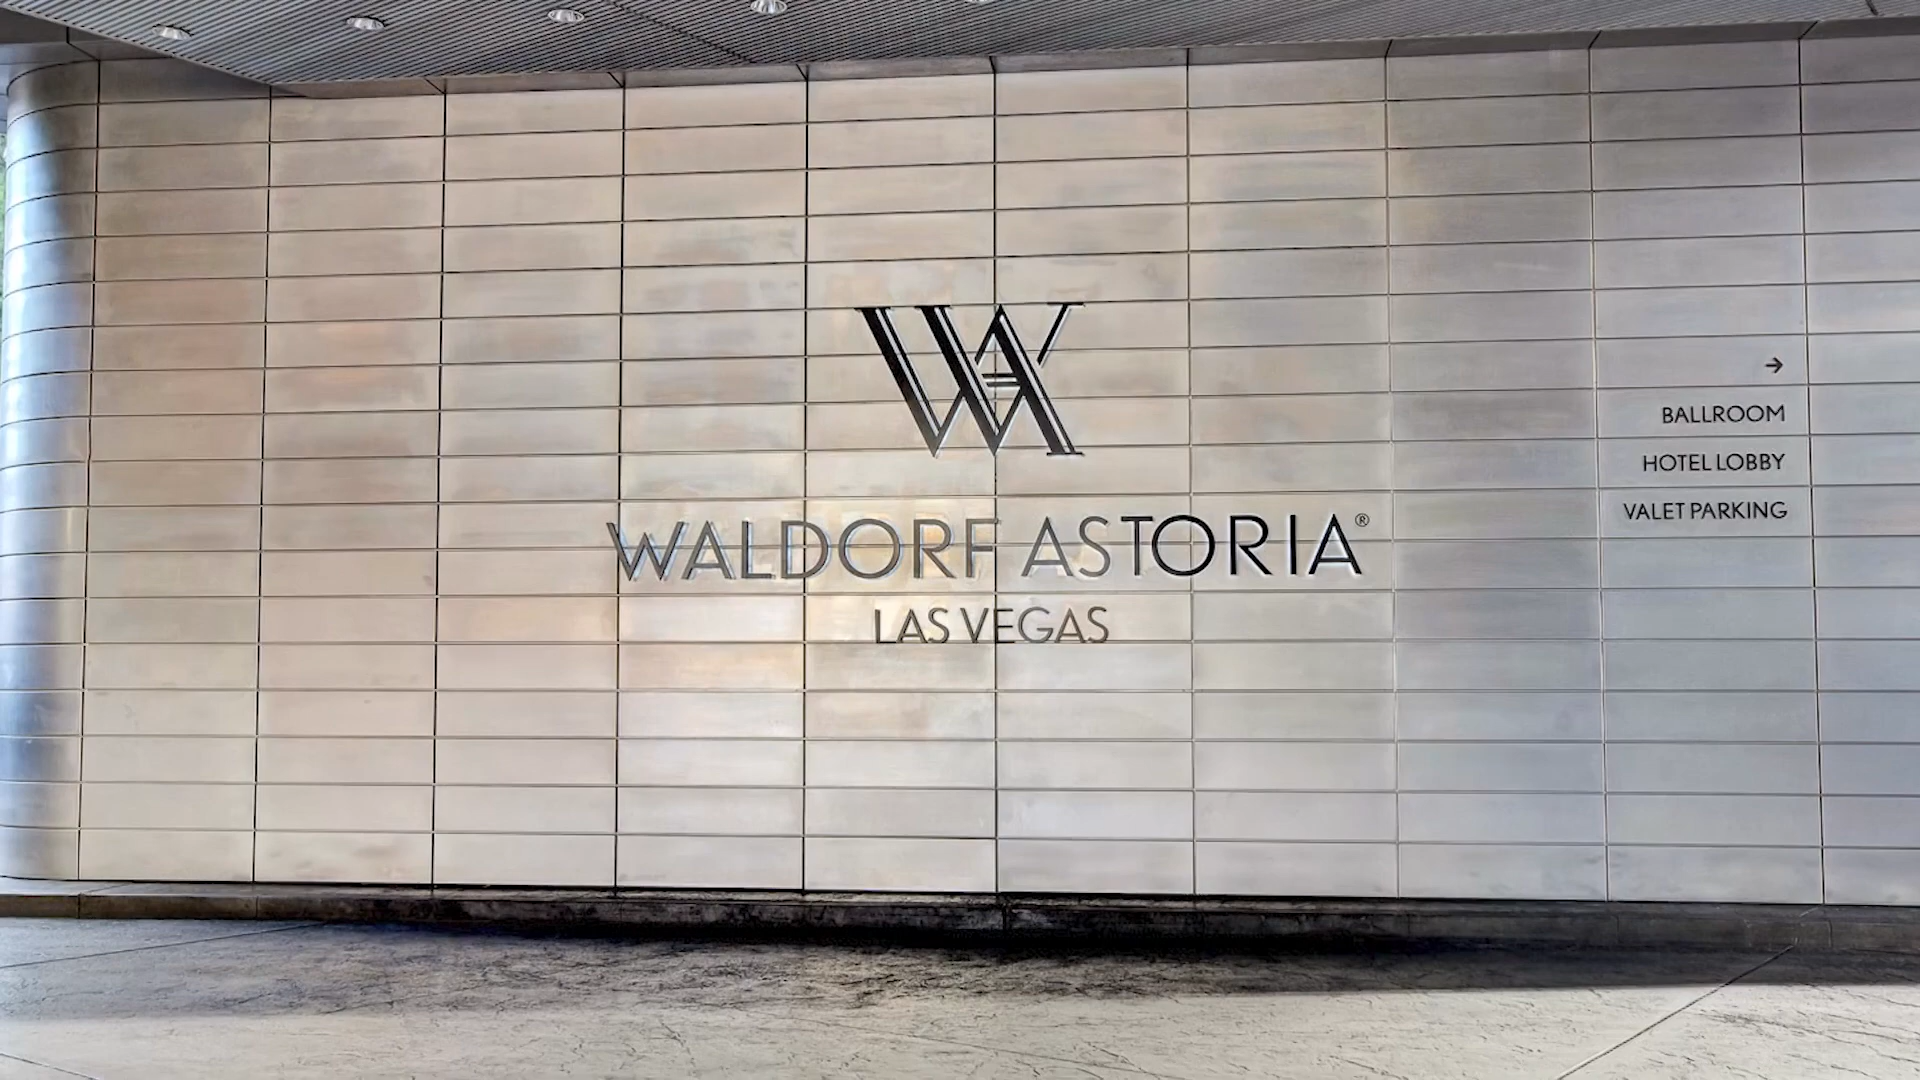 WA
WALDORF ASTORIA®
LAS VEGAS
→
BALLROOM
HOTEL LOBBY
VALET PARKING